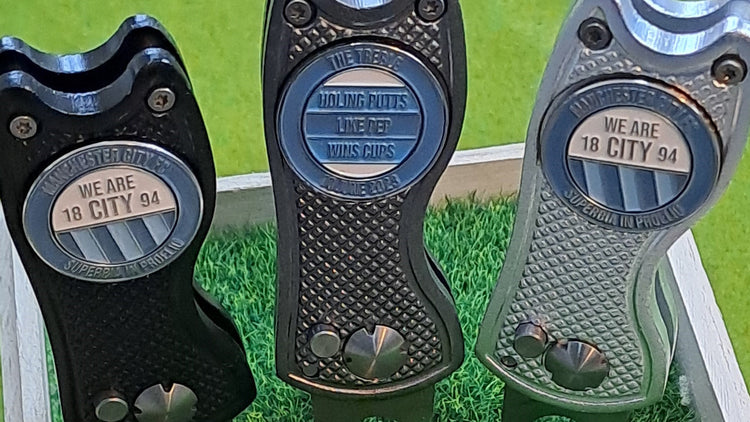 MANCHESTER CITY FC
WE ARE
18 CITY 94
SUPERBIA IN PROELIO
THE TREBLE
HOLING PUTTS
LIKE PEP
WINS CUPS
JUNE 2023
MANCHESTER CITY FC
WE ARE
18 CITY 94
SUPERBIA IN PROELIO